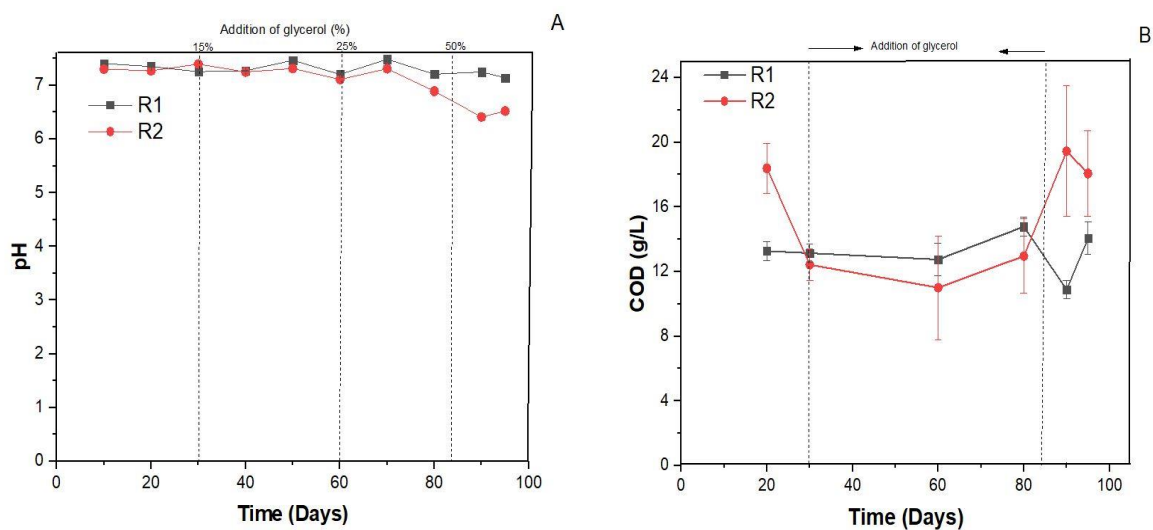 A
Addition of glycerol (%)
15% 25% 50%
7
6
5
4
3
2
1
0
R1
R2
pH
0 20 40 60 80 100
Time (Days)
B
Addition of glycerol
24
20
16
12
8
4
0
R1
R2
COD (g/L)
0 20 40 60 80 100
Time (Days)